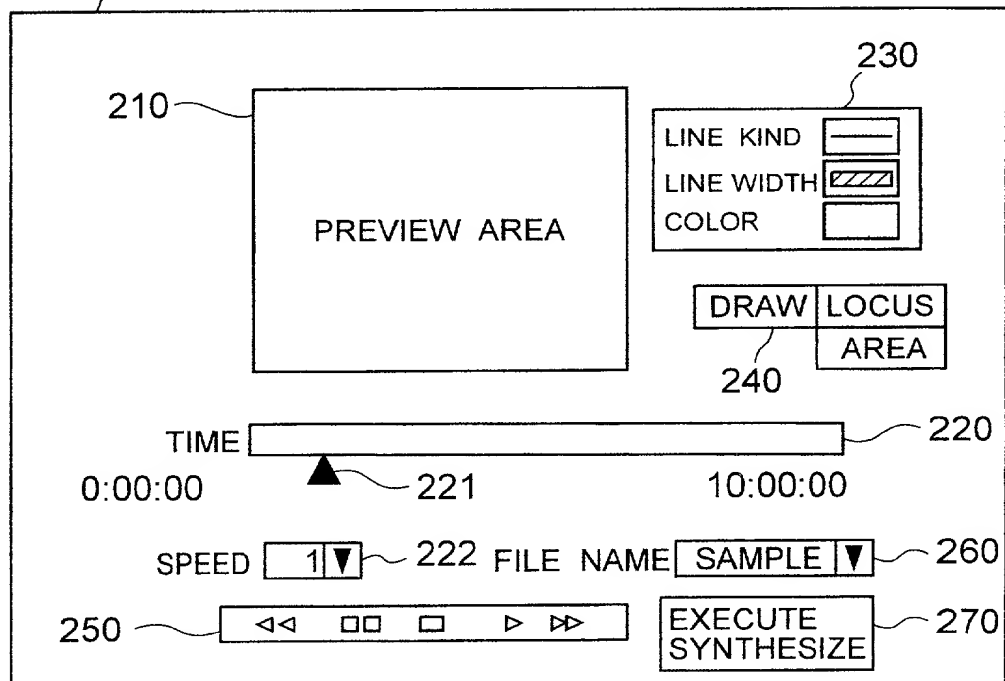 230
210
LINE KIND
LINE WIDTH
COLOR
PREVIEW AREA
DRAW LOCUS
AREA
240
TIME
220
0:00:00
221
10:00:00
SPEED 1
222
FILE NAME SAMPLE
260
250
EXECUTE
SYNTHESIZE
270